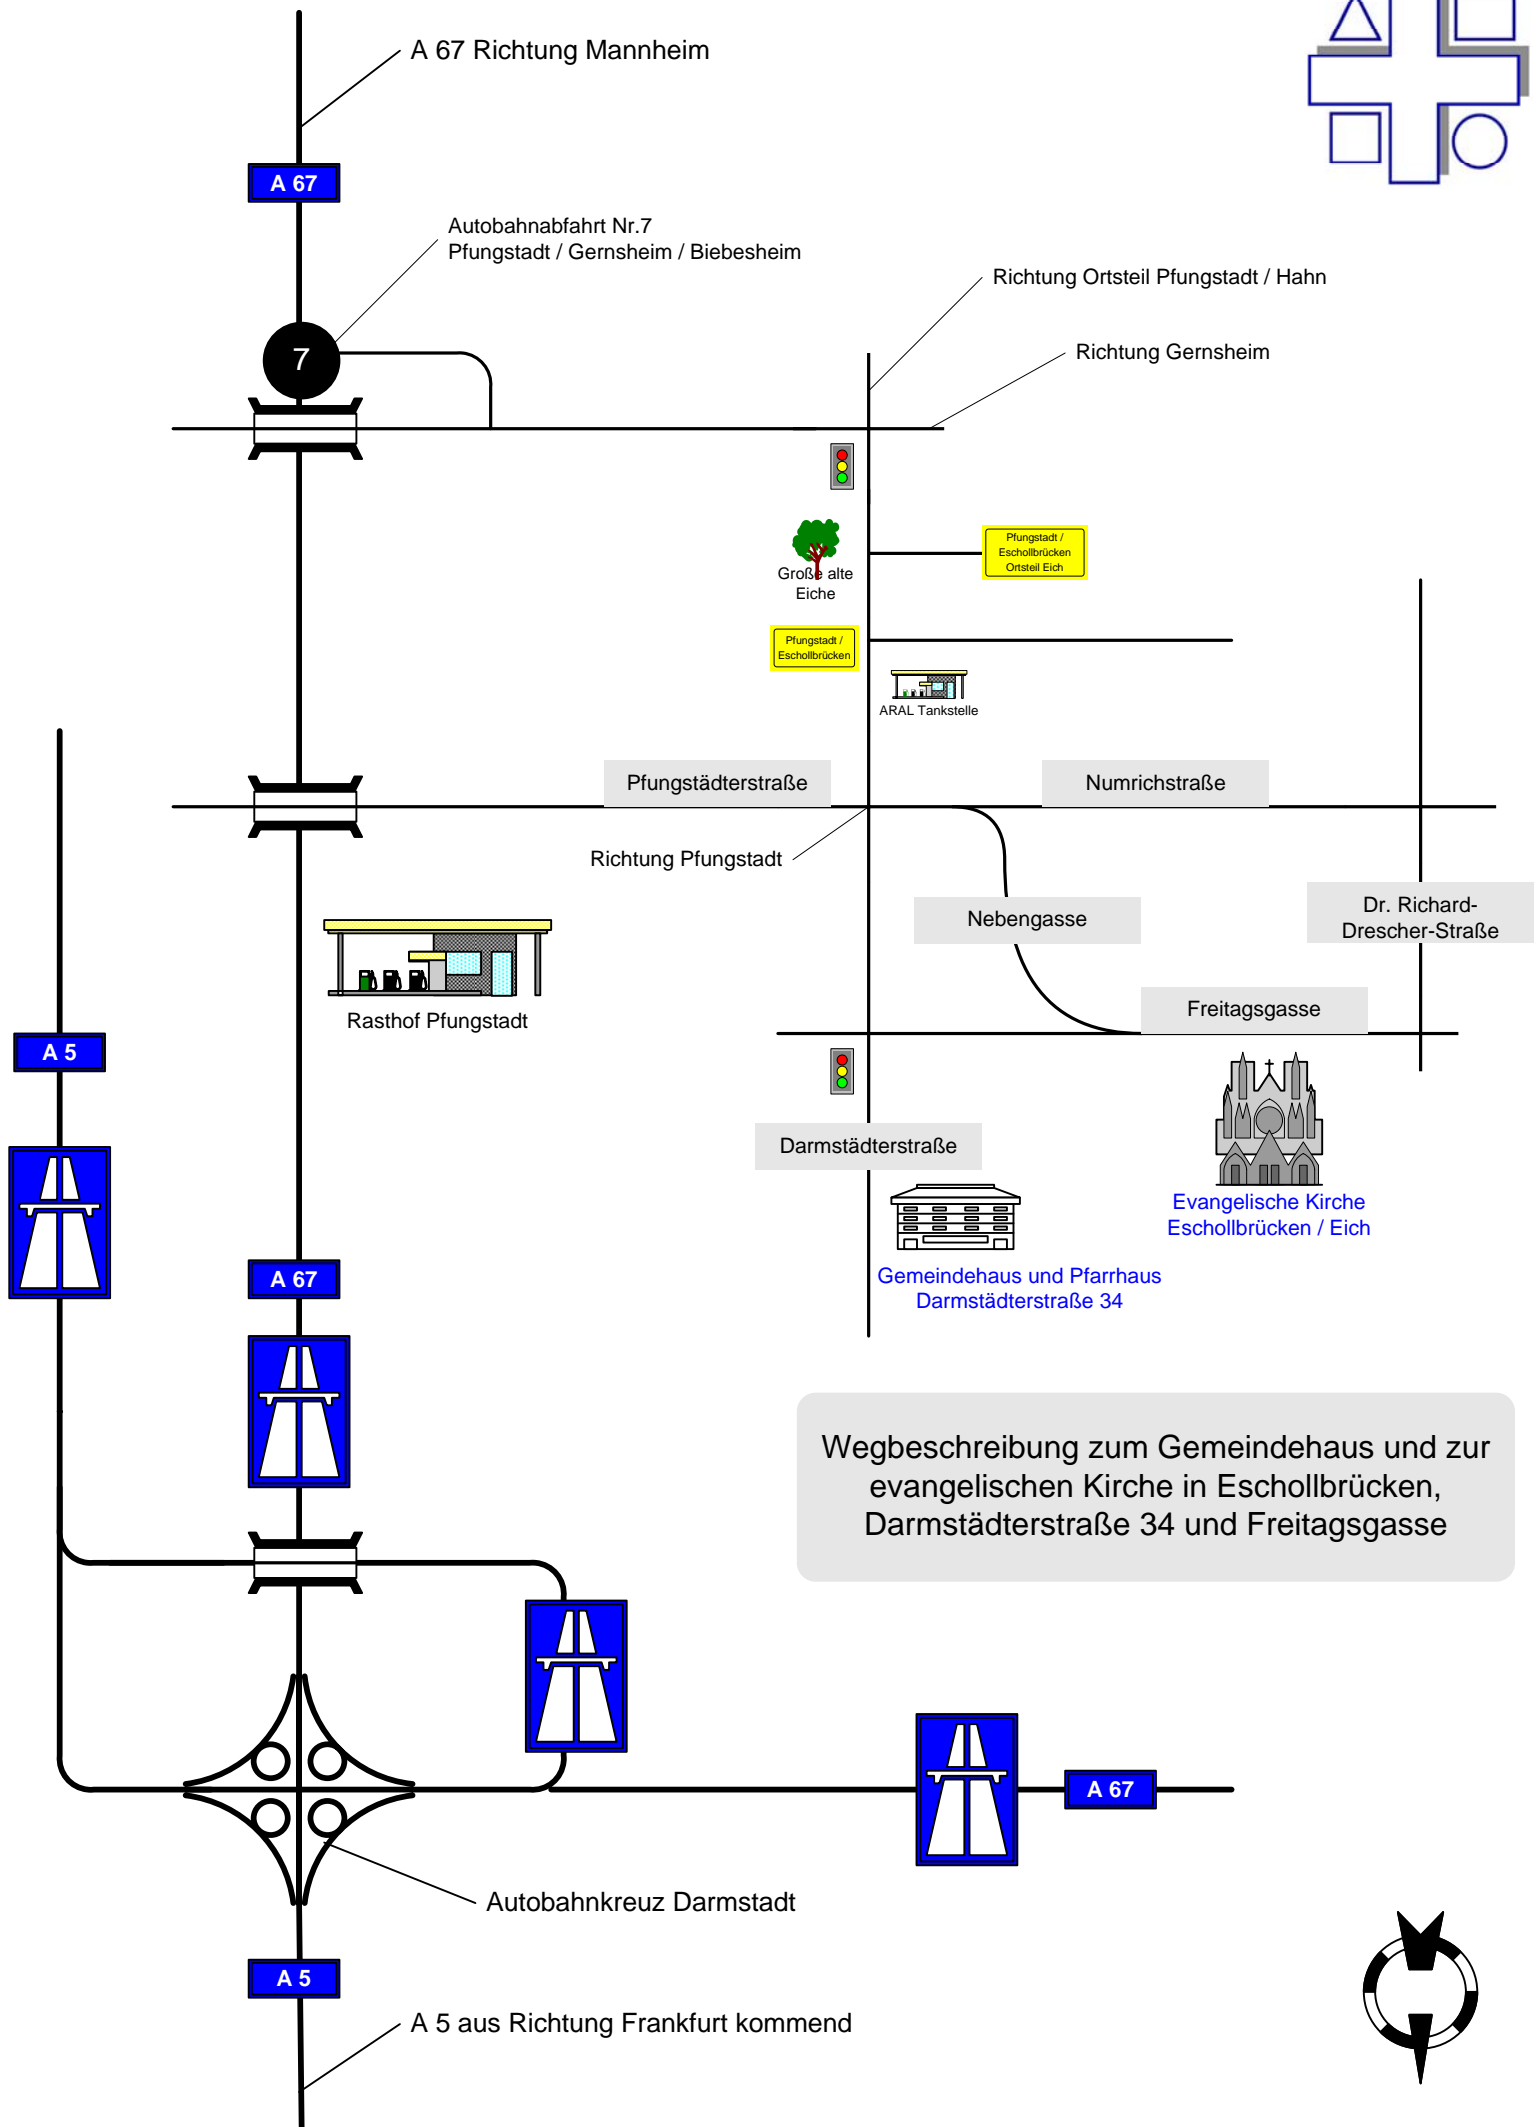 A 67 Richtung Mannheim
A 67
Autobahnabfahrt Nr.7
Pfungstadt / Gernsheim / Biebesheim
Richtung Ortsteil Pfungstadt / Hahn
7
Richtung Gernsheim
Pfungstadt /
Eschollbrücken
Ortsteil Eich
Große alte
Eiche
Pfungstadt /
Eschollbrücken
ARAL Tankstelle
Pfungstädterstraße
Numrichstraße
Richtung Pfungstadt
Nebengasse
Dr. Richard-
Drescher-Straße
Freitagsgasse
Rasthof Pfungstadt
A 5
Darmstädterstraße
Evangelische Kirche
Eschollbrücken / Eich
A 67
Gemeindehaus und Pfarrhaus
Darmstädterstraße 34
Wegbeschreibung zum Gemeindehaus und zur
evangelischen Kirche in Eschollbrücken,
Darmstädterstraße 34 und Freitagsgasse
A 67
Autobahnkreuz Darmstadt
A 5
A 5 aus Richtung Frankfurt kommend